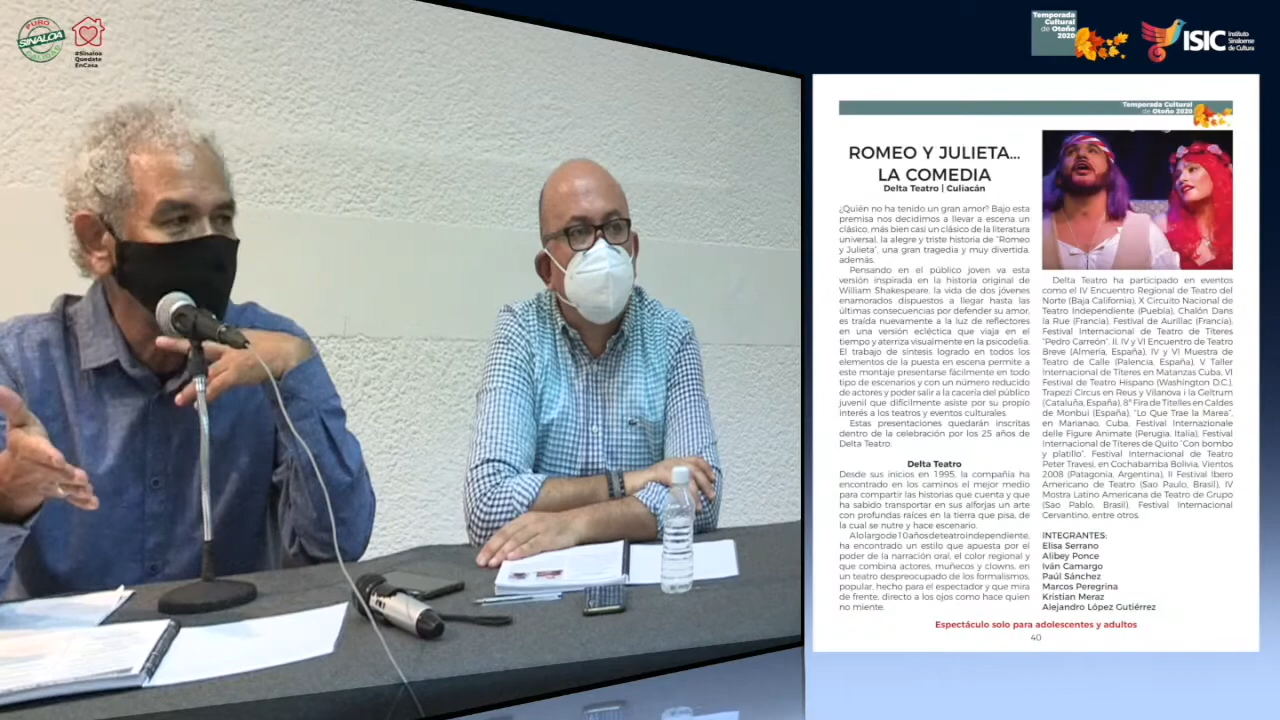 PURO
SINALOA
CALIDAD
#Sinaloa
Quedate
EnCasa
Temporada
Cultural
de Otoño
2020
ISIC
Instituto
Sinaloense
de Cultura
Temporada Cultural
de Otoño 2020
ROMEO Y JULIETA...
LA COMEDIA
Delta Teatro | Culiacán
¿Quién no ha tenido un gran amor? Bajo esta
premisa nos decidimos a llevar a escena un
clásico, más bien casi un clásico de la literatura
universal, la alegre y triste historia de "Romeo
y Julieta", una gran tragedia y muy divertida,
además.
Pensando en el público joven va esta
versión inspirada en la historia original de
William Shakespeare, la vida de dos jóvenes
enamorados dispuestos a llegar hasta las
últimas consecuencias por defender su amor,
es traída nuevamente a la luz de reflectores
en una versión ecléctica que viaja en el
tiempo y aterriza visualmente en la psicodelia.
El trabajo de síntesis logrado en todos los
elementos de la puesta en escena permite a
este montaje presentarse fácilmente en todo
tipo de escenarios y con un número reducido
de actores y poder salir a la cacería del público
juvenil que difícilmente asiste por su propio
interés a los teatros y eventos culturales.
Estas presentaciones quedarán inscritas
dentro de la celebración por los 25 años de
Delta Teatro.
Delta Teatro
Desde sus inicios en 1995, la compañía ha
encontrado en los caminos el mejor medio
para compartir las historias que cuenta y que
ha sabido transportar en sus alforjas un arte
con profundas raíces en la tierra que pisa, de
la cual se nutre y hace escenario.
A lo largo de 10 años de teatro independiente,
ha encontrado un estilo que apuesta por el
poder de la narración oral, el color regional y
que combina actores, muñecos y clowns, en
un teatro despreocupado de los formalismos,
popular, hecho para el espectador y que mira
de frente, directo a los ojos como hace quien
no miente.
Delta Teatro ha participado en eventos
como el IV Encuentro Regional de Teatro del
Norte (Baja California), X Circuito Nacional de
Teatro Independiente (Puebla), Chalón Dans
la Rue (Francia), Festival de Aurillac (Francia),
Festival Internacional de Teatro de Títeres
"Pedro Carreón", II. IV y VI Encuentro de Teatro
Breve (Almería, España), IV y VI Muestra de
Teatro de Calle (Palencia, España), V Taller
Internacional de Títeres en Matanzas Cuba, VI
Festival de Teatro Hispano (Washington D.C.),
Trapezi Circus en Reus y Vilanova i la Geltrum
(Cataluña, España), 8ª Fira de Titelles en Caldes
de Monbui (España), "Lo Que Trae la Marea",
en Marianao, Cuba, Festival Internazionale
delle Figure Animate (Perugia, Italia), Festival
Internacional de Títeres de Quito "Con bombo
y platillo", Festival Internacional de Teatro
Peter Travesi, en Cochabamba Bolivia, Vientos
2008 (Patagonia, Argentina), II Festival Ibero
Americano de Teatro (Sao Paulo, Brasil), IV
Mostra Latino Americana de Teatro de Grupo
(Sao Pablo, Brasil), Festival Internacional
Cervantino, entre otros.
INTEGRANTES:
Elisa Serrano
Alibey Ponce
Iván Camargo
Paúl Sánchez
Marcos Peregrina
Kristian Meraz
Alejandro López Gutiérrez
Espectáculo solo para adolescentes y adultos
40